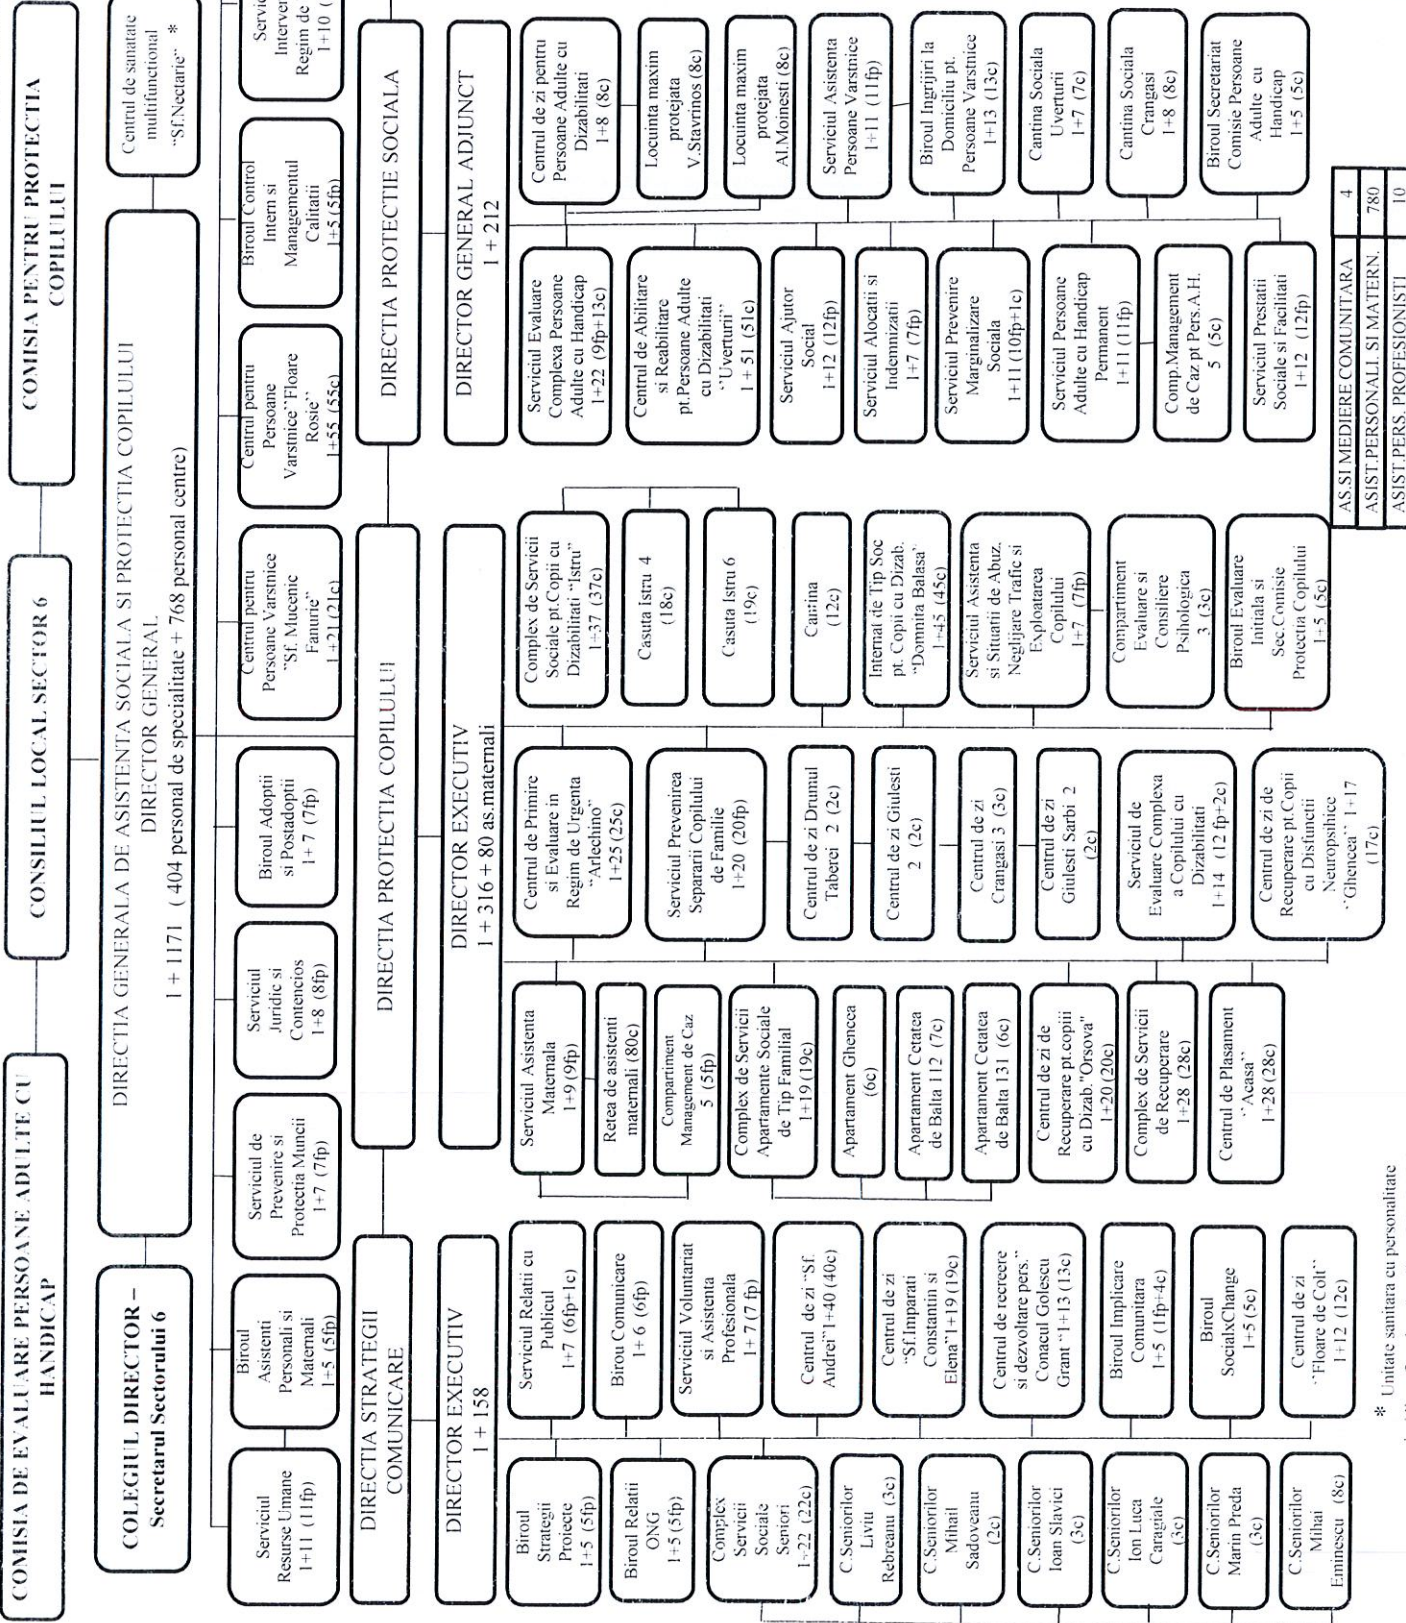 COMISIA DE EVALUARE PERSOANE ADULTE CU
HANDICAP
CONSILIUL LOCAL SECTOR 6
COMISIA PENTRU PROTECTIA
COPILULUI
COLEGIUL DIRECTOR –
Secretarul Sectorului 6
DIRECTIA GENERALA DE ASISTENTA SOCIALA SI PROTECTIA COPILULUI
DIRECTOR GENERAL
1 + 1171 ( 404 personal de specialitate + 768 personal centre)
Centrul de sanatate
multifunctional
"Sf.Nectarie" *
Serviciul
Resurse Umane
1+11 (11fp)
Biroul
Asistenti
Personali si
Maternali
1+5 (5fp)
Serviciul de
Prevenire si
Protectia Muncii
1+7 (7fp)
Serviciul
Juridic si
Contencios
1+8 (8fp)
Biroul Adoptii
si Postadoptii
1+ 7 (7fp)
Centrul pentru
Persoane Varstnice
"Sf. Mucenic
Fanurie"
1 +21 (21c)
Centrul pentru
Persoane
Varstnice"Floare
Rosie"
1+55 (55c)
Biroul Control
Intern si
Managementul
Calitatii
1+5 (5fp)
Regim de
1+10 (
DIRECTIA STRATEGII
COMUNICARE
DIRECTIA PROTECTIA COPILULUI
DIRECTIA PROTECTIE SOCIALA
DIRECTOR EXECUTIV
1 + 158
DIRECTOR EXECUTIV
1 + 316 + 80 as.maternali
DIRECTOR GENERAL ADJUNCT
1 + 212
Biroul
Strategii
Proiecte
1+5 (5fp)
Biroul Relatii
ONG
1+5 (5fp)
Complex
Servicii
Sociale
Seniori
1+22 (22c)
C.Seniorilor
Liviu
Rebreanu (3c)
C.Seniorilor
Mihail
Sadoveanu
(2c)
C.Seniorilor
Ioan Slavici
(3c)
C.Seniorilor
Ion Luca
Caragiale
(3c)
C.Seniorilor
Marin Preda
(3c)
C.Seniorilor
Mihai
Eminescu (8c)
Serviciul Relatii cu
Publicul
1+7 (6fp+1c)
Birou Comunicare
1+ 6 (6fp)
Serviciul Voluntariat
si Asistenta
Profesionala
1+ 7 (7 fp)
Centrul de zi "Sf.
Andrei"1+40 (40c)
Centrul de zi
"Sf.Imparati
Constantin si
Elena"1+19 (19c)
Centrul de recreere
si dezvoltare pers."
Conacul Golescu
Grant "1+13 (13c)
Biroul Implicare
Comunitara
1+5 (1fp+4c)
Biroul
SocialxChange
1+5 (5c)
Centrul de zi
"Floare de Colt"
1+12 (12c)
Serviciul Asistenta
Maternala
1+9 (9fp)
Retea de asistenti
maternali (80c)
Compartiment
Management de Caz
5 (5fp)
Complex de Servicii
Apartamente Sociale
de Tip Familial
1+19 (19c)
Apartament Ghencea
(6c)
Apartament Cetatea
de Balta 112 (7c)
Apartament Cetatea
de Balta 131 (6c)
Centrul de zi de
Recuperare pt.copiii
cu Dizab."Orsova"
1+20 (20c)
Complex de Servicii
de Recuperare
1+28 (28c)
Centrul de Plasament
"Acasa"
1+28 (28c)
Centrul de Primire
si Evaluare in
Regim de Urgenta
"Arlechino"
1+25 (25c)
Serviciul Prevenirea
Separarii Copilului
de Familie
1+20 (20fp)
Centrul de zi Drumul
Taberei 2 (2c)
Centrul de zi Giulesti
2 (2c)
Centrul de zi
Crangasi 3 (3c)
Centrul de zi
Giulesti Sarbi 2
(2c)
Serviciul de
Evaluare Complexa
a Copilului cu
Dizabilitati
1+14 (12 fp+2c)
Centrul de zi de
Recuperare pt.Copii
cu Disfunctii
Neuropsihice
"Ghencea" 1+17
(17c)
Complex de Servicii
Sociale pt.Copii cu
Dizabilitati "Istru"
1+37 (37c)
Casuta Istru 4
(18c)
Casuta Istru 6
(19c)
Cantina
(12c)
Internat de Tip Soc
pt. Copii cu Dizab.
"Domnita Balasa"
1+45 (45c)
Serviciul Asistenta
si Situatii de Abuz,
Neglijare Trafic si
Exploatarea
Copilului
1+7 (7fp)
Compartiment
Evaluare si
Consiliere
Psihologica
3 (3c)
Biroul Evaluare
Initiala si
Sec.Comisie
Protectia Copilului
1+5 (5c)
Serviciul Evaluare
Complexa Persoane
Adulte cu Handicap
1+22 (9fp+13c)
Centrul de Abilitare
si Reabilitare
pt.Persoane Adulte
cu Dizabilitati
"Uverturii"
1 + 51 (51c)
Serviciul Ajutor
Social
1+12 (12fp)
Serviciul Alocatii si
Indemnizatii
1+7 (7fp)
Serviciul Prevenire
Marginalizare
Sociala
1+11 (10fp+1c)
Serviciul Persoane
Adulte cu Handicap
Permanent
1+11 (11fp)
Comp.Management
de Caz pt Pers.A.H.
5 (5c)
Serviciul Prestatii
Sociale si Facilitati
1+12 (12fp)
Centrul de zi pentru
Persoane Adulte cu
Dizabilitati
1+8 (8c)
Locuinta maxim
protejata
V.Stavrinos (8c)
Locuinta maxim
protejata
Al.Moinesti (8c)
Serviciul Asistenta
Persoane Varstnice
1+11 (11fp)
Biroul Ingrijiri la
Domiciliu pt.
Persoane Varstnice
1+13 (13c)
Cantina Sociala
Uverturii
1+7 (7c)
Cantina Sociala
Crangasi
1+8 (8c)
Biroul Secretariat
Comisie Persoane
Adulte cu
Handicap
1+5 (5c)
AS.SI MEDIERE COMUNITARA 4
ASIST.PERSONALI. SI MATERN. 780
ASIST.PERS. PROFESIONISTI 10
* Unitate sanitara cu personalitate